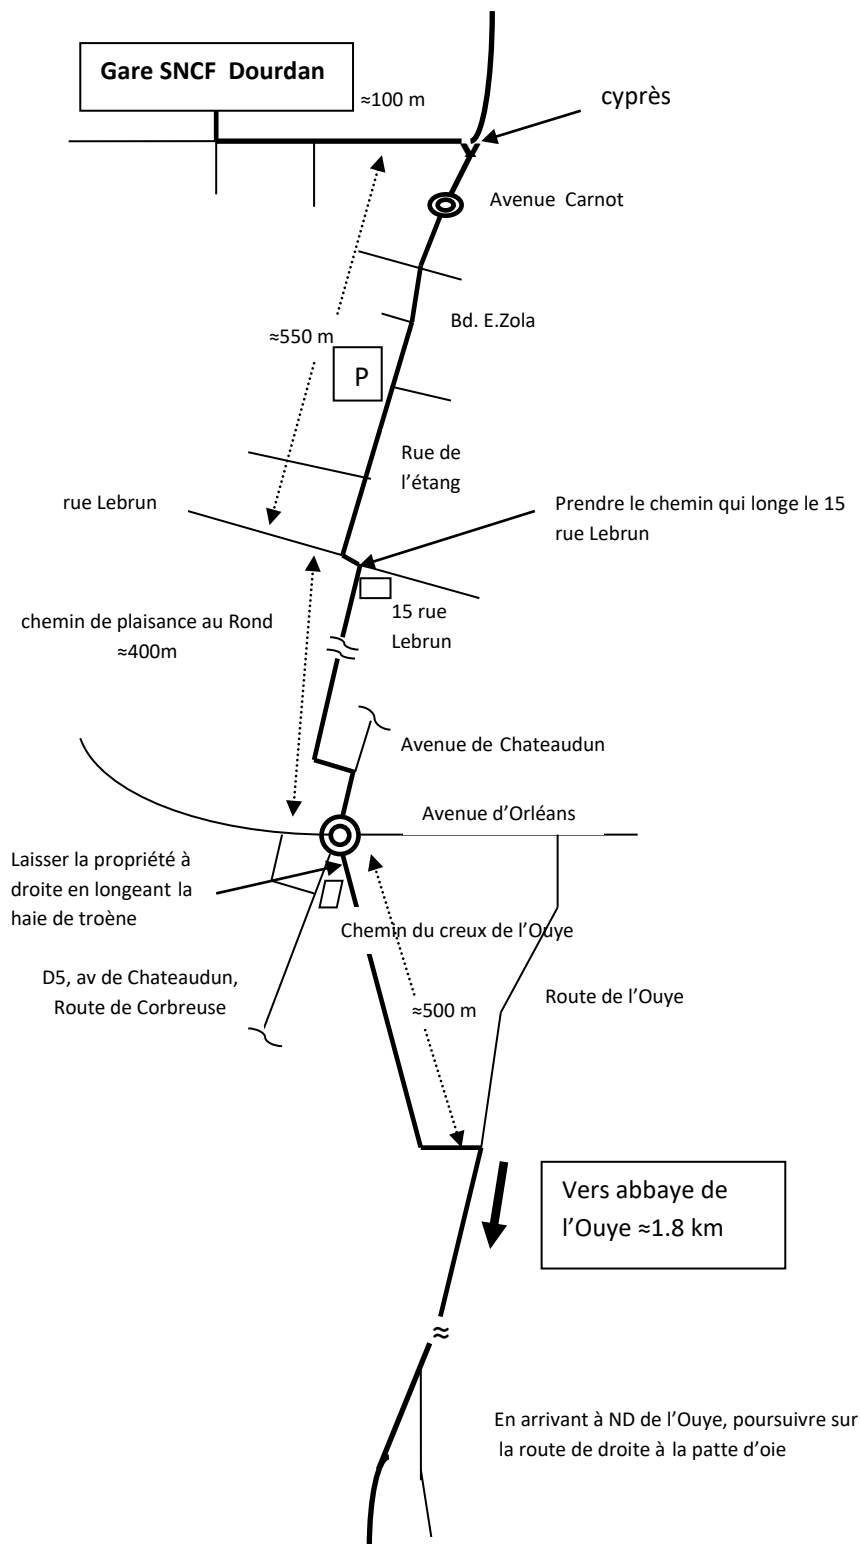 Gare SNCF Dourdan
≈100 m
cyprès
Avenue Carnot
Bd. E.Zola
≈550 m
P
Rue de
l'étang
rue Lebrun
Prendre le chemin qui longe le 15
rue Lebrun
15 rue
Lebrun
chemin de plaisance au Rond
≈400m
Avenue de Chateaudun
Avenue d'Orléans
Laisser la propriété à
droite en longeant la
haie de troène
Chemin du creux de l'Ouye
D5, av de Chateaudun,
Route de Corbreuse
≈500 m
Route de l'Ouye
Vers abbaye de
l'Ouye ≈1.8 km
≈
En arrivant à ND de l'Ouye, poursuivre sur
la route de droite à la patte d'oie